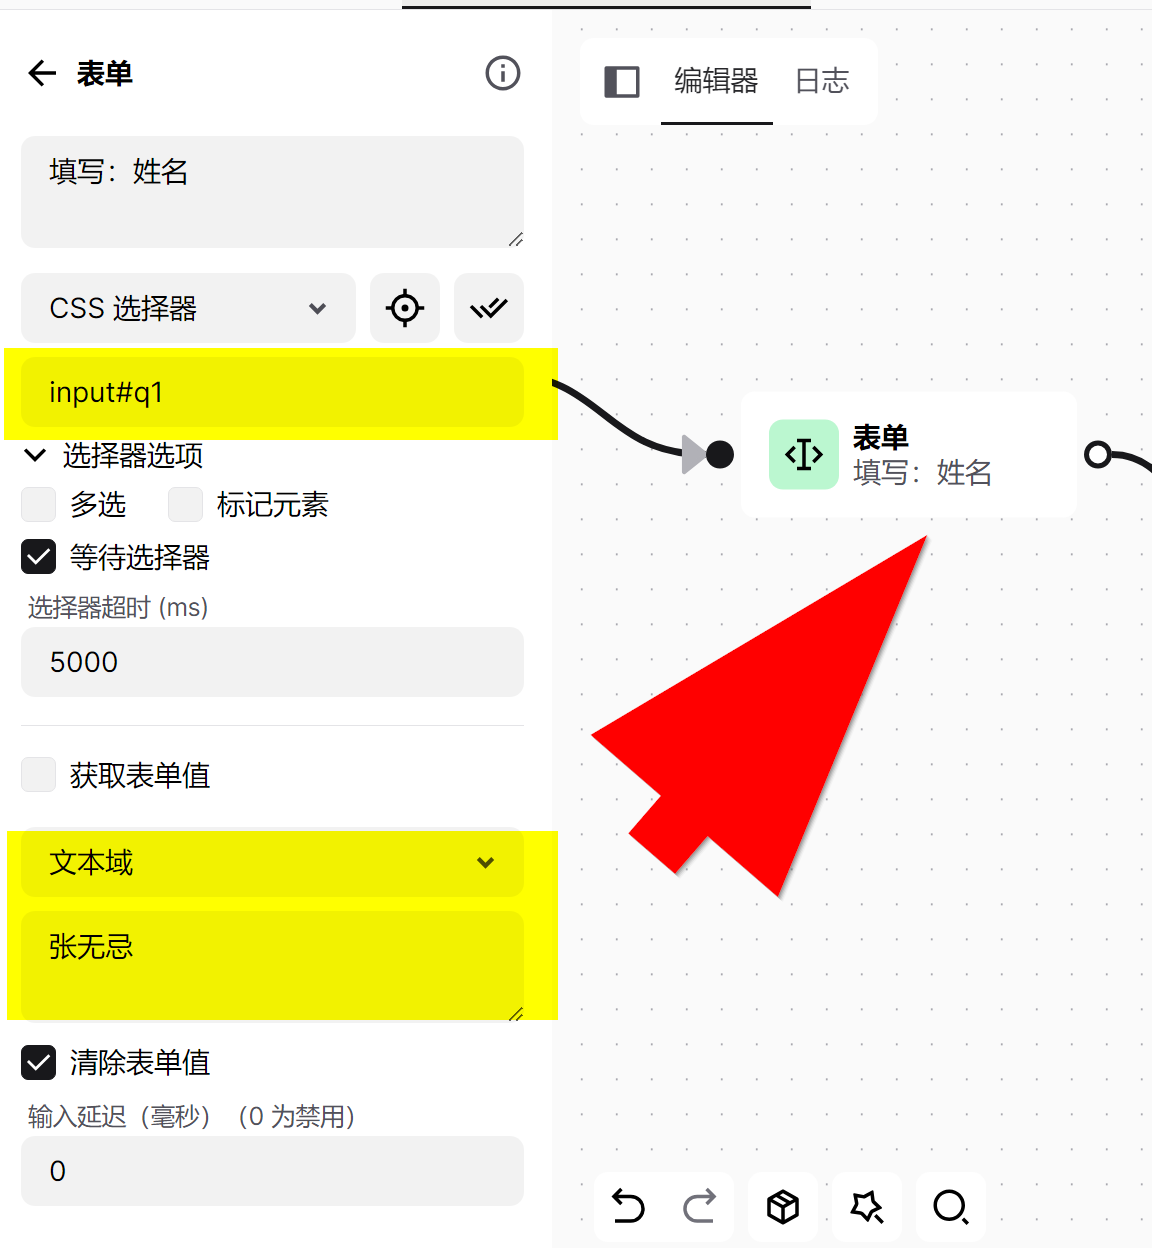 表单
填写：姓名
CSS 选择器
input#q1
选择器选项
多选
标记元素
等待选择器
选择器超时 (ms)
5000
获取表单值
文本域
张无忌
清除表单值
输入延迟（毫秒）（0 为禁用）
0
编辑器
日志
表单
填写：姓名